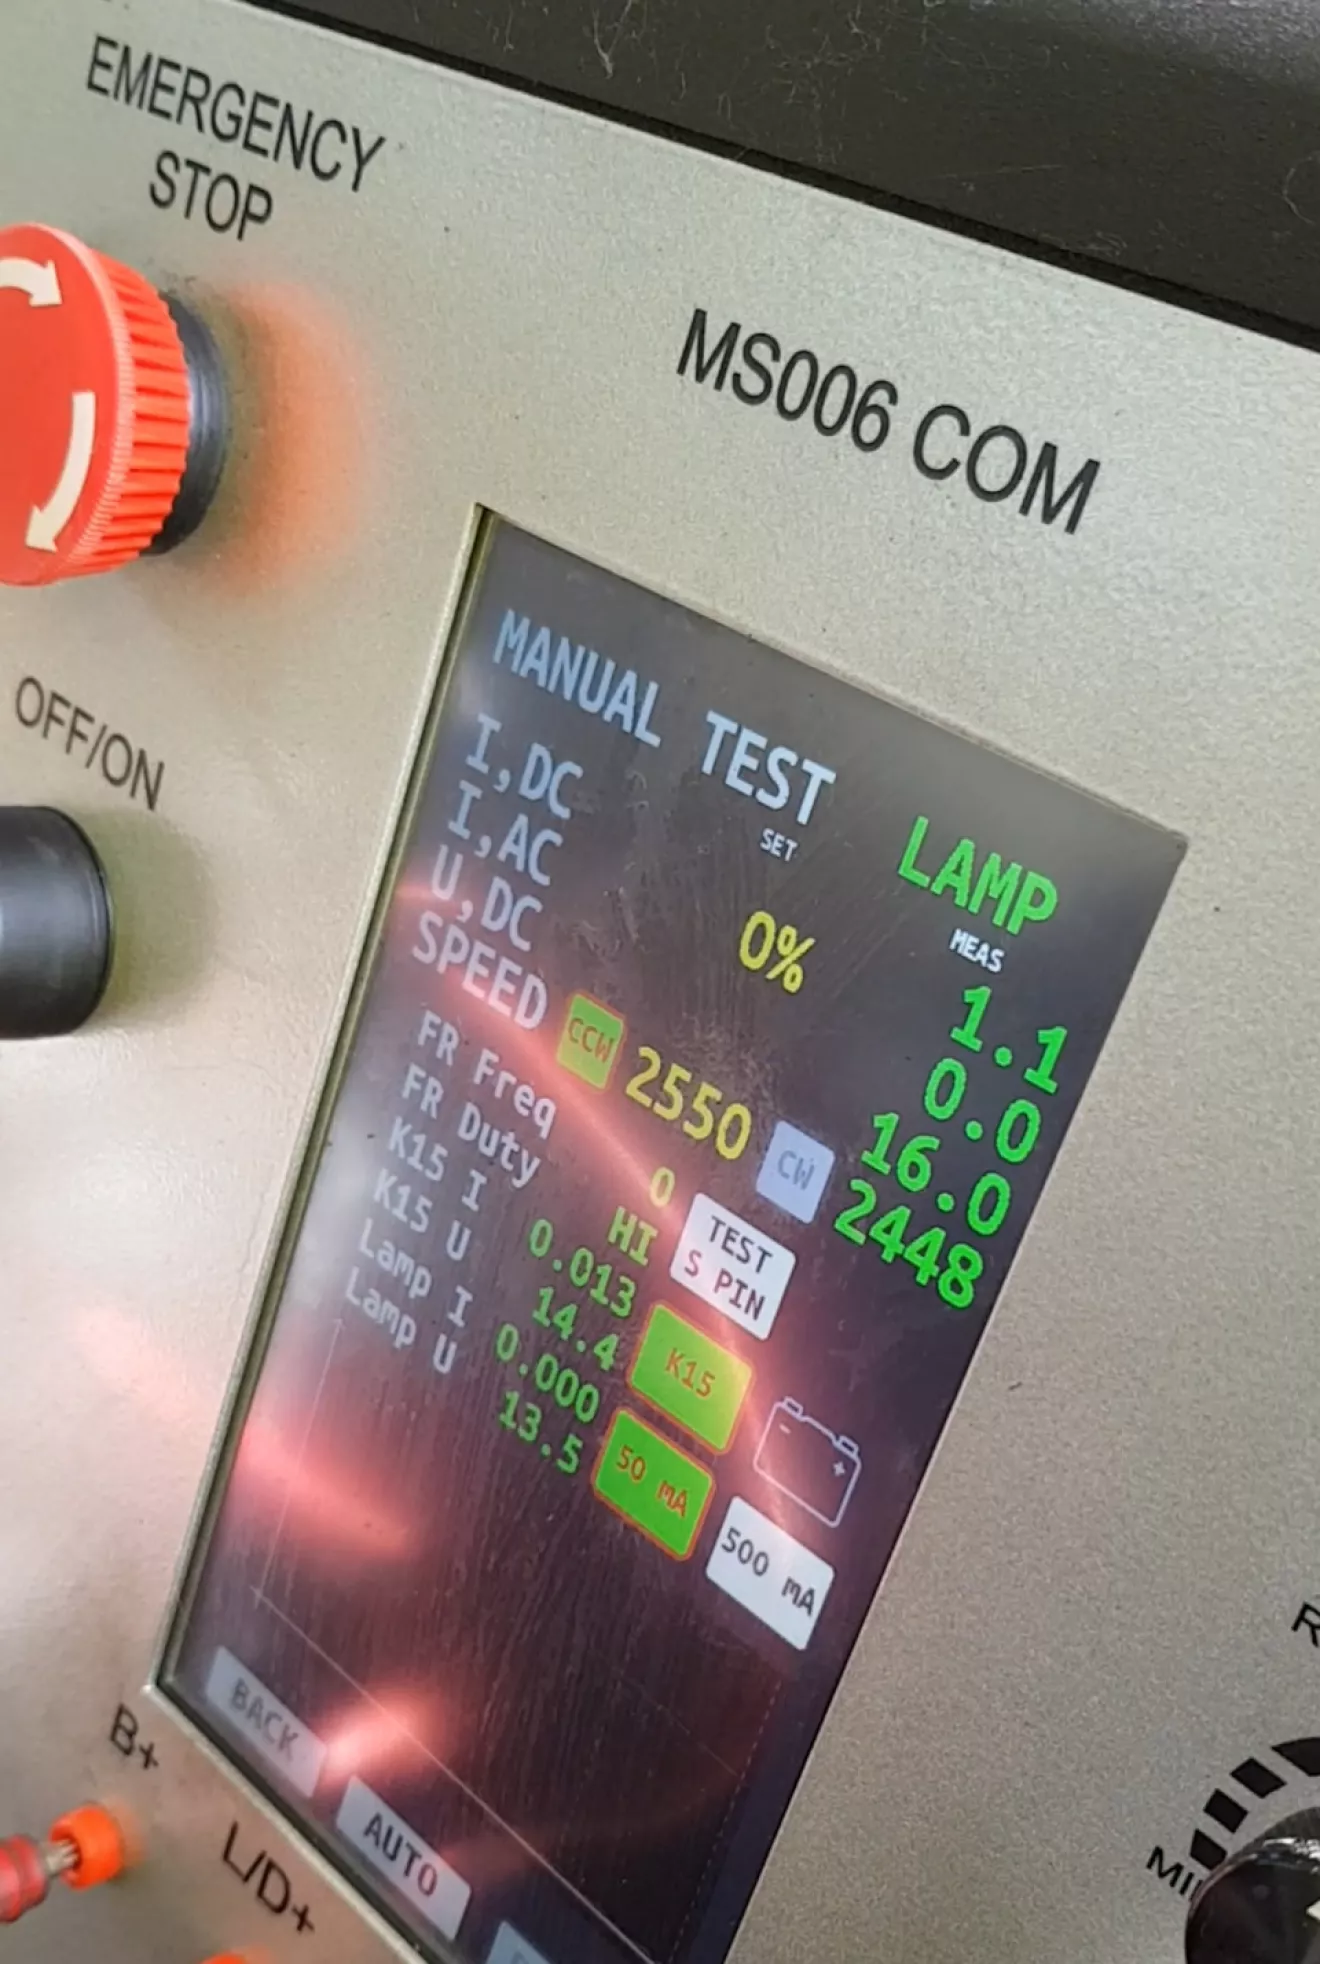 EMERGENCY
STOP
MS006 COM
OFF/ON
MANUAL TEST LAMP
SET MEAS
I,DC 1.1
I,AC 0% 0.0
U,DC 16.0
SPEED CCW 2550 CW 2448
FR Freq 0
FR Duty HI TEST
S PIN
K15 I 0.013
K15 U 14.4 K15
Lamp I 0.000 - +
Lamp U 13.5 50 mA 500 mA
BACK
AUTO
B+
L/D+